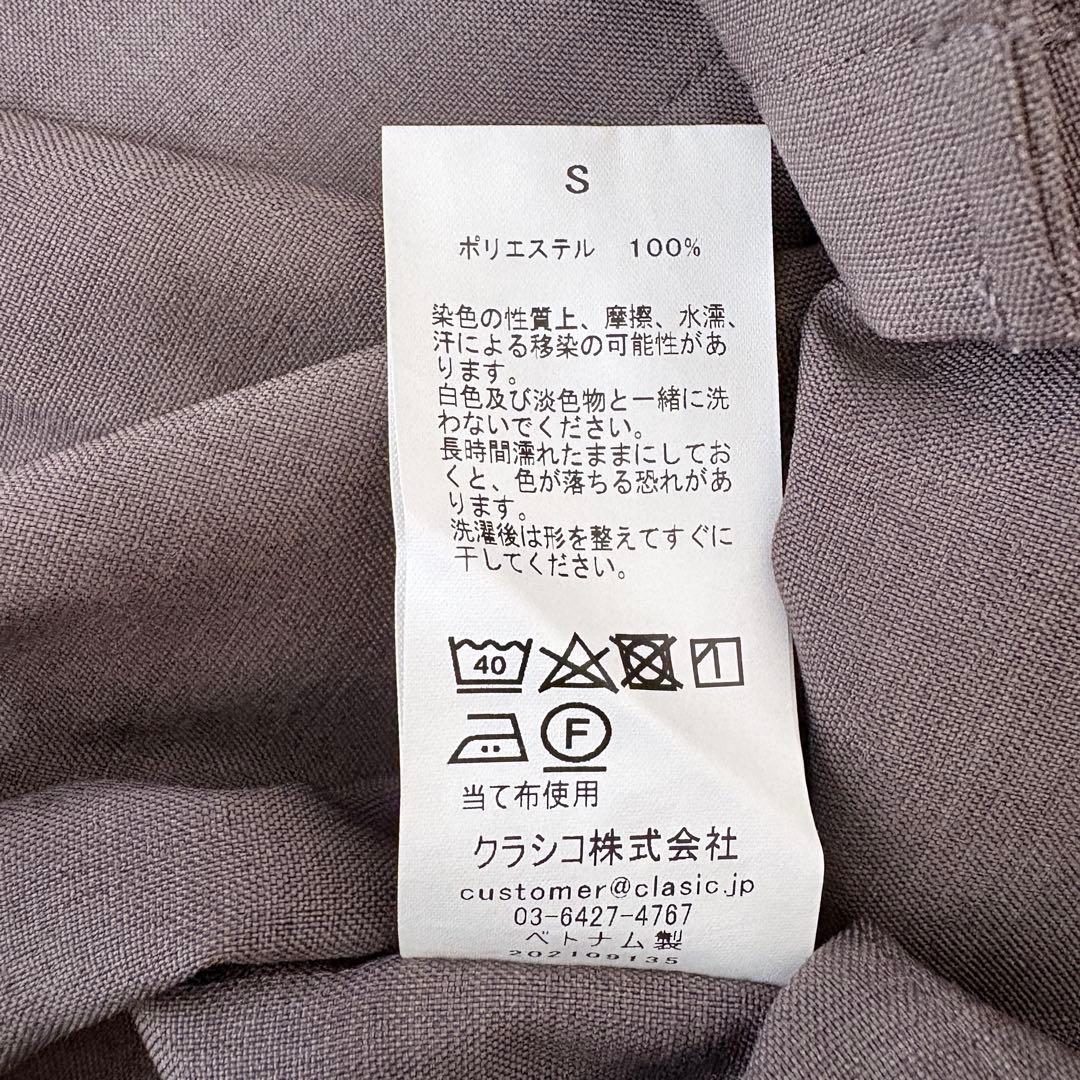 S
ポリエステル 100%
染色の性質上、摩擦、水濡、
汗による移染の可能性があ
ります。
白色及び淡色物と一緒に洗
わないでください。
長時間濡れたままにしてお
くと、色が落ちる恐れがあ
ります。
洗濯後は形を整えてすぐに
干してください。
40
F
当て布使用
クラシコ株式会社
customer@clasic.jp
03-6427-4767
ベトナム製
202109135